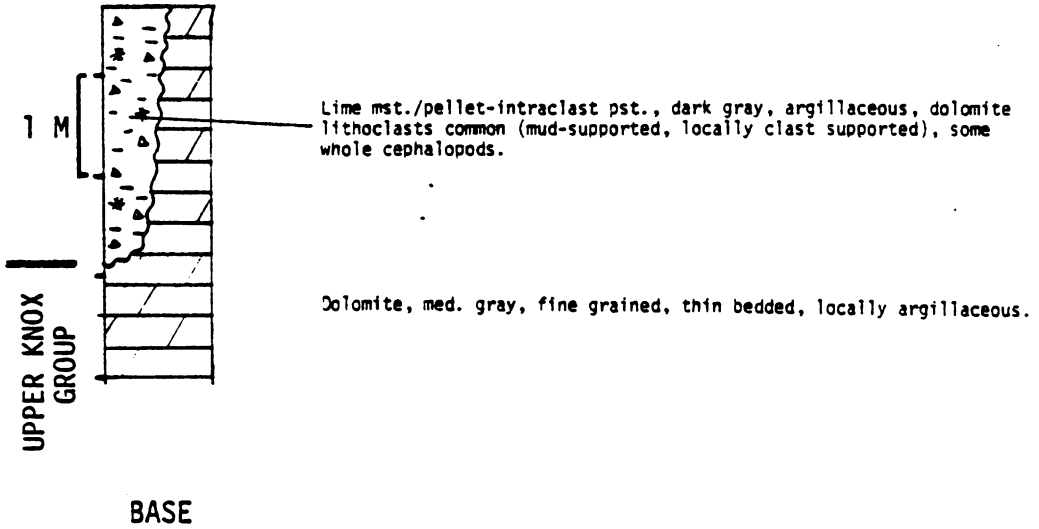 1 M
Lime mst./pellet-intraclast pst., dark gray, argillaceous, dolomite
lithoclasts common (mud-supported, locally clast supported), some
whole cephalopods.
UPPER KNOX
GROUP
Dolomite, med. gray, fine grained, thin bedded, locally argillaceous.
BASE